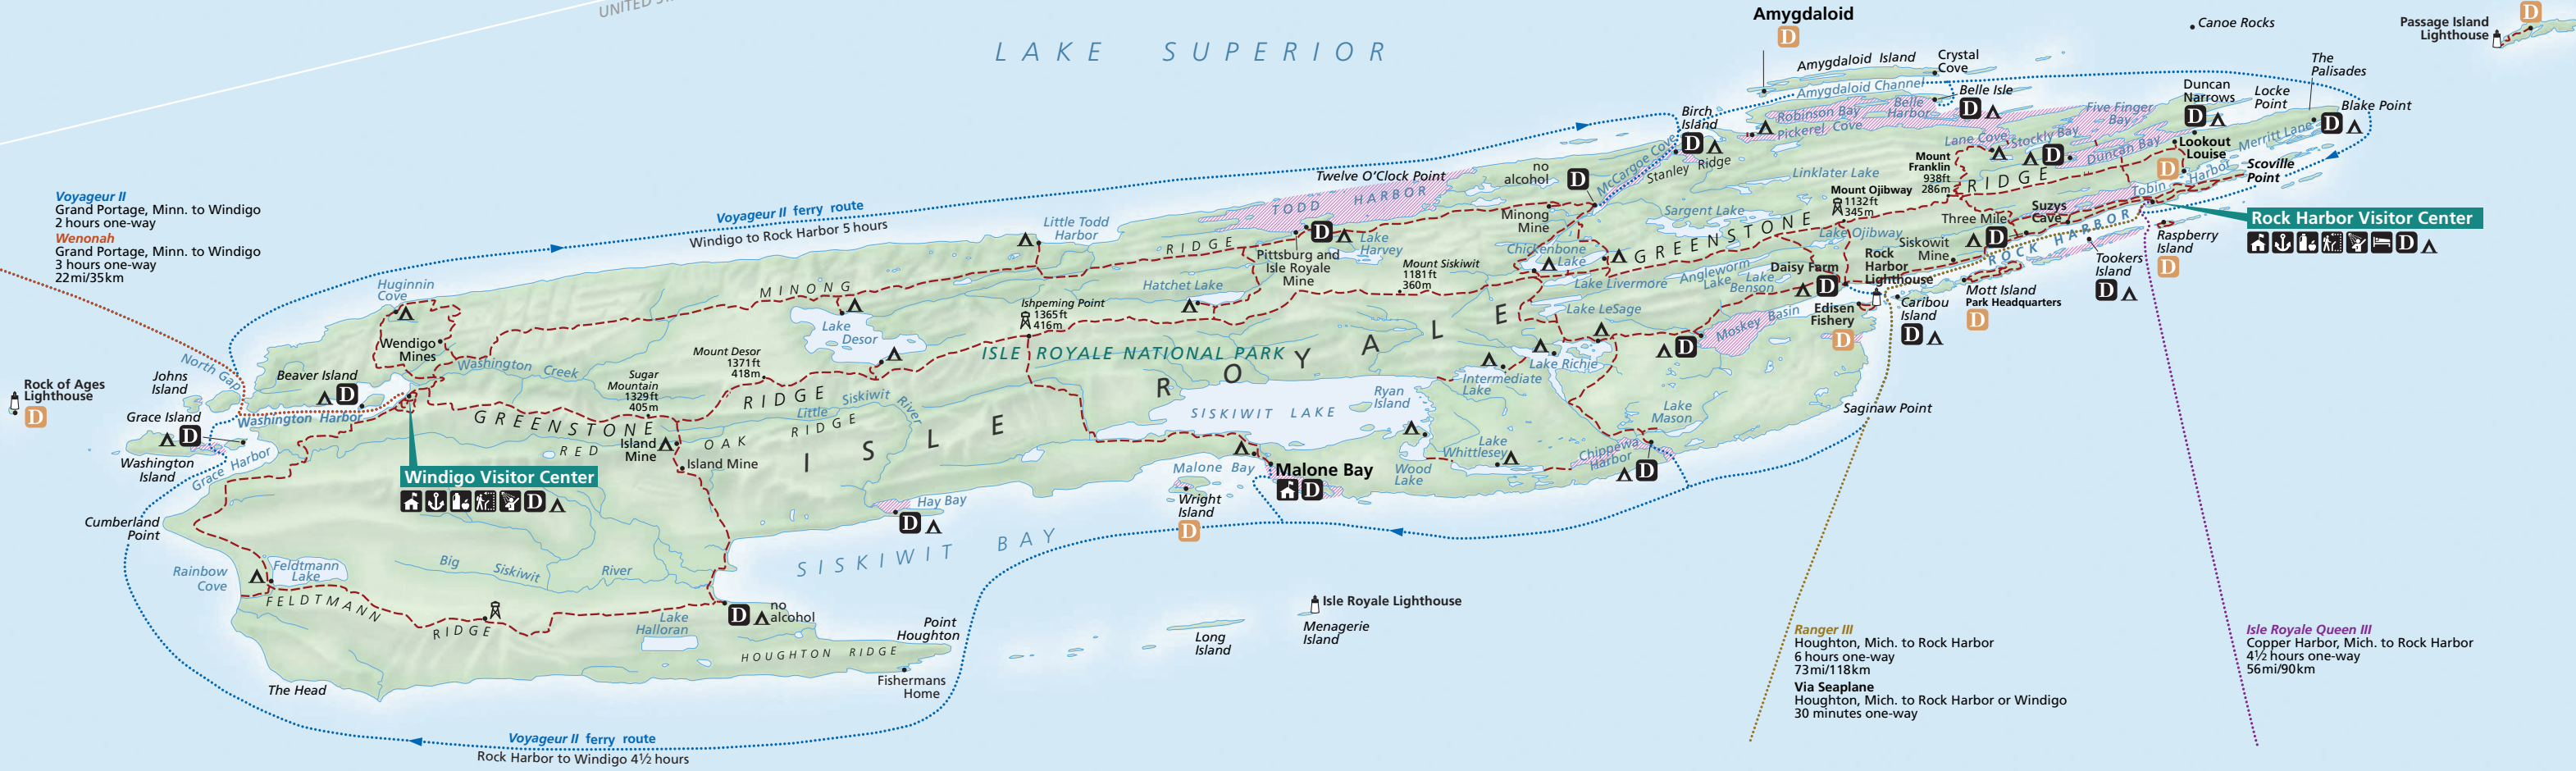 UNITED
LAKE SUPERIOR
Amygdaloid
D
Canoe Rocks
Passage Island
Lighthouse
D
Amygdaloid Island
Crystal
Cove
Amygdaloid Channel
Belle Isle
D
Belle
Harbor
The
Palisades
Duncan
Narrows
D
Locke
Point
Blake Point
D
Birch
Island
D
Robinson Bay
Pickerel Cove
Five Finger
Bay
Lane Cove
Stockly Bay
Duncan Bay
D
Merritt Lane
Lookout
Louise
D
Tobin Harbor
Scoville
Point
McCargoe Cove
Stanley Ridge
no
alcohol
D
Twelve O'Clock Point
TODD HARBOR
D
Linklater Lake
Mount
Franklin
938ft
286m
RIDGE
Mount Ojibway
1132ft
345m
Sargent Lake
Minong
Mine
Three Mile
D
Suzys
Cave
Rock Harbor Visitor Center
D
ROCK HARBOR
Raspberry
Island
D
Tookers
Island
D
Siskowit
Mine
Lake Ojibway
GREENSTONE
Chickenbone
Lake
Lake Livermore
Angleworm
Lake
Lake
Benson
Daisy Farm
D
Rock
Harbor
Lighthouse
Mott Island
Park Headquarters
D
Caribou
Island
D
Edisen
Fishery
D
Lake LeSage
Moskey Basin
D
Lake Richie
Intermediate
Lake
Saginaw Point
Lake
Mason
Chippewa
Harbor
D
Lake
Whittlesey
Wood
Lake
Ryan
Island
SISKIWIT LAKE
Voyageur II
Grand Portage, Minn. to Windigo
2 hours one-way
Wenonah
Grand Portage, Minn. to Windigo
3 hours one-way
22mi/35km
Voyageur II ferry route
Windigo to Rock Harbor 5 hours
Little Todd
Harbor
RIDGE
Lake
Harvey
Pittsburg and
Isle Royale
Mine
Mount Siskiwit
1181ft
360m
Hatchet Lake
Ishpeming Point
1365ft
416m
MINONG
Huginnin
Cove
Lake
Desor
ISLE ROYALE NATIONAL PARK
ISLE ROYALE
Wendigo
Mines
Washington Creek
Mount Desor
1371ft
418m
Sugar
Mountain
1329ft
405m
North Gap
Johns
Island
Beaver Island
D
Rock of Ages
Lighthouse
D
Grace Island
D
Washington Harbor
Washington
Island
Grace Harbor
GREENSTONE RIDGE
RED OAK RIDGE
Little Siskiwit River
Island
Mine
Island Mine
Windigo Visitor Center
D
Cumberland
Point
Malone Bay
Malone Bay
D
Wright
Island
D
Hay Bay
D
SISKIWIT BAY
Rainbow
Cove
Feldtmann
Lake
Big Siskiwit River
FELDTMANN
RIDGE
D
no
alcohol
Lake
Halloran
Point
Houghton
HOUGHTON RIDGE
Fishermans
Home
The Head
Long
Island
Isle Royale Lighthouse
Menagerie
Island
Ranger III
Houghton, Mich. to Rock Harbor
6 hours one-way
73mi/118km
Via Seaplane
Houghton, Mich. to Rock Harbor or Windigo
30 minutes one-way
Isle Royale Queen III
Copper Harbor, Mich. to Rock Harbor
4½ hours one-way
56mi/90km
Voyageur II ferry route
Rock Harbor to Windigo 4½ hours